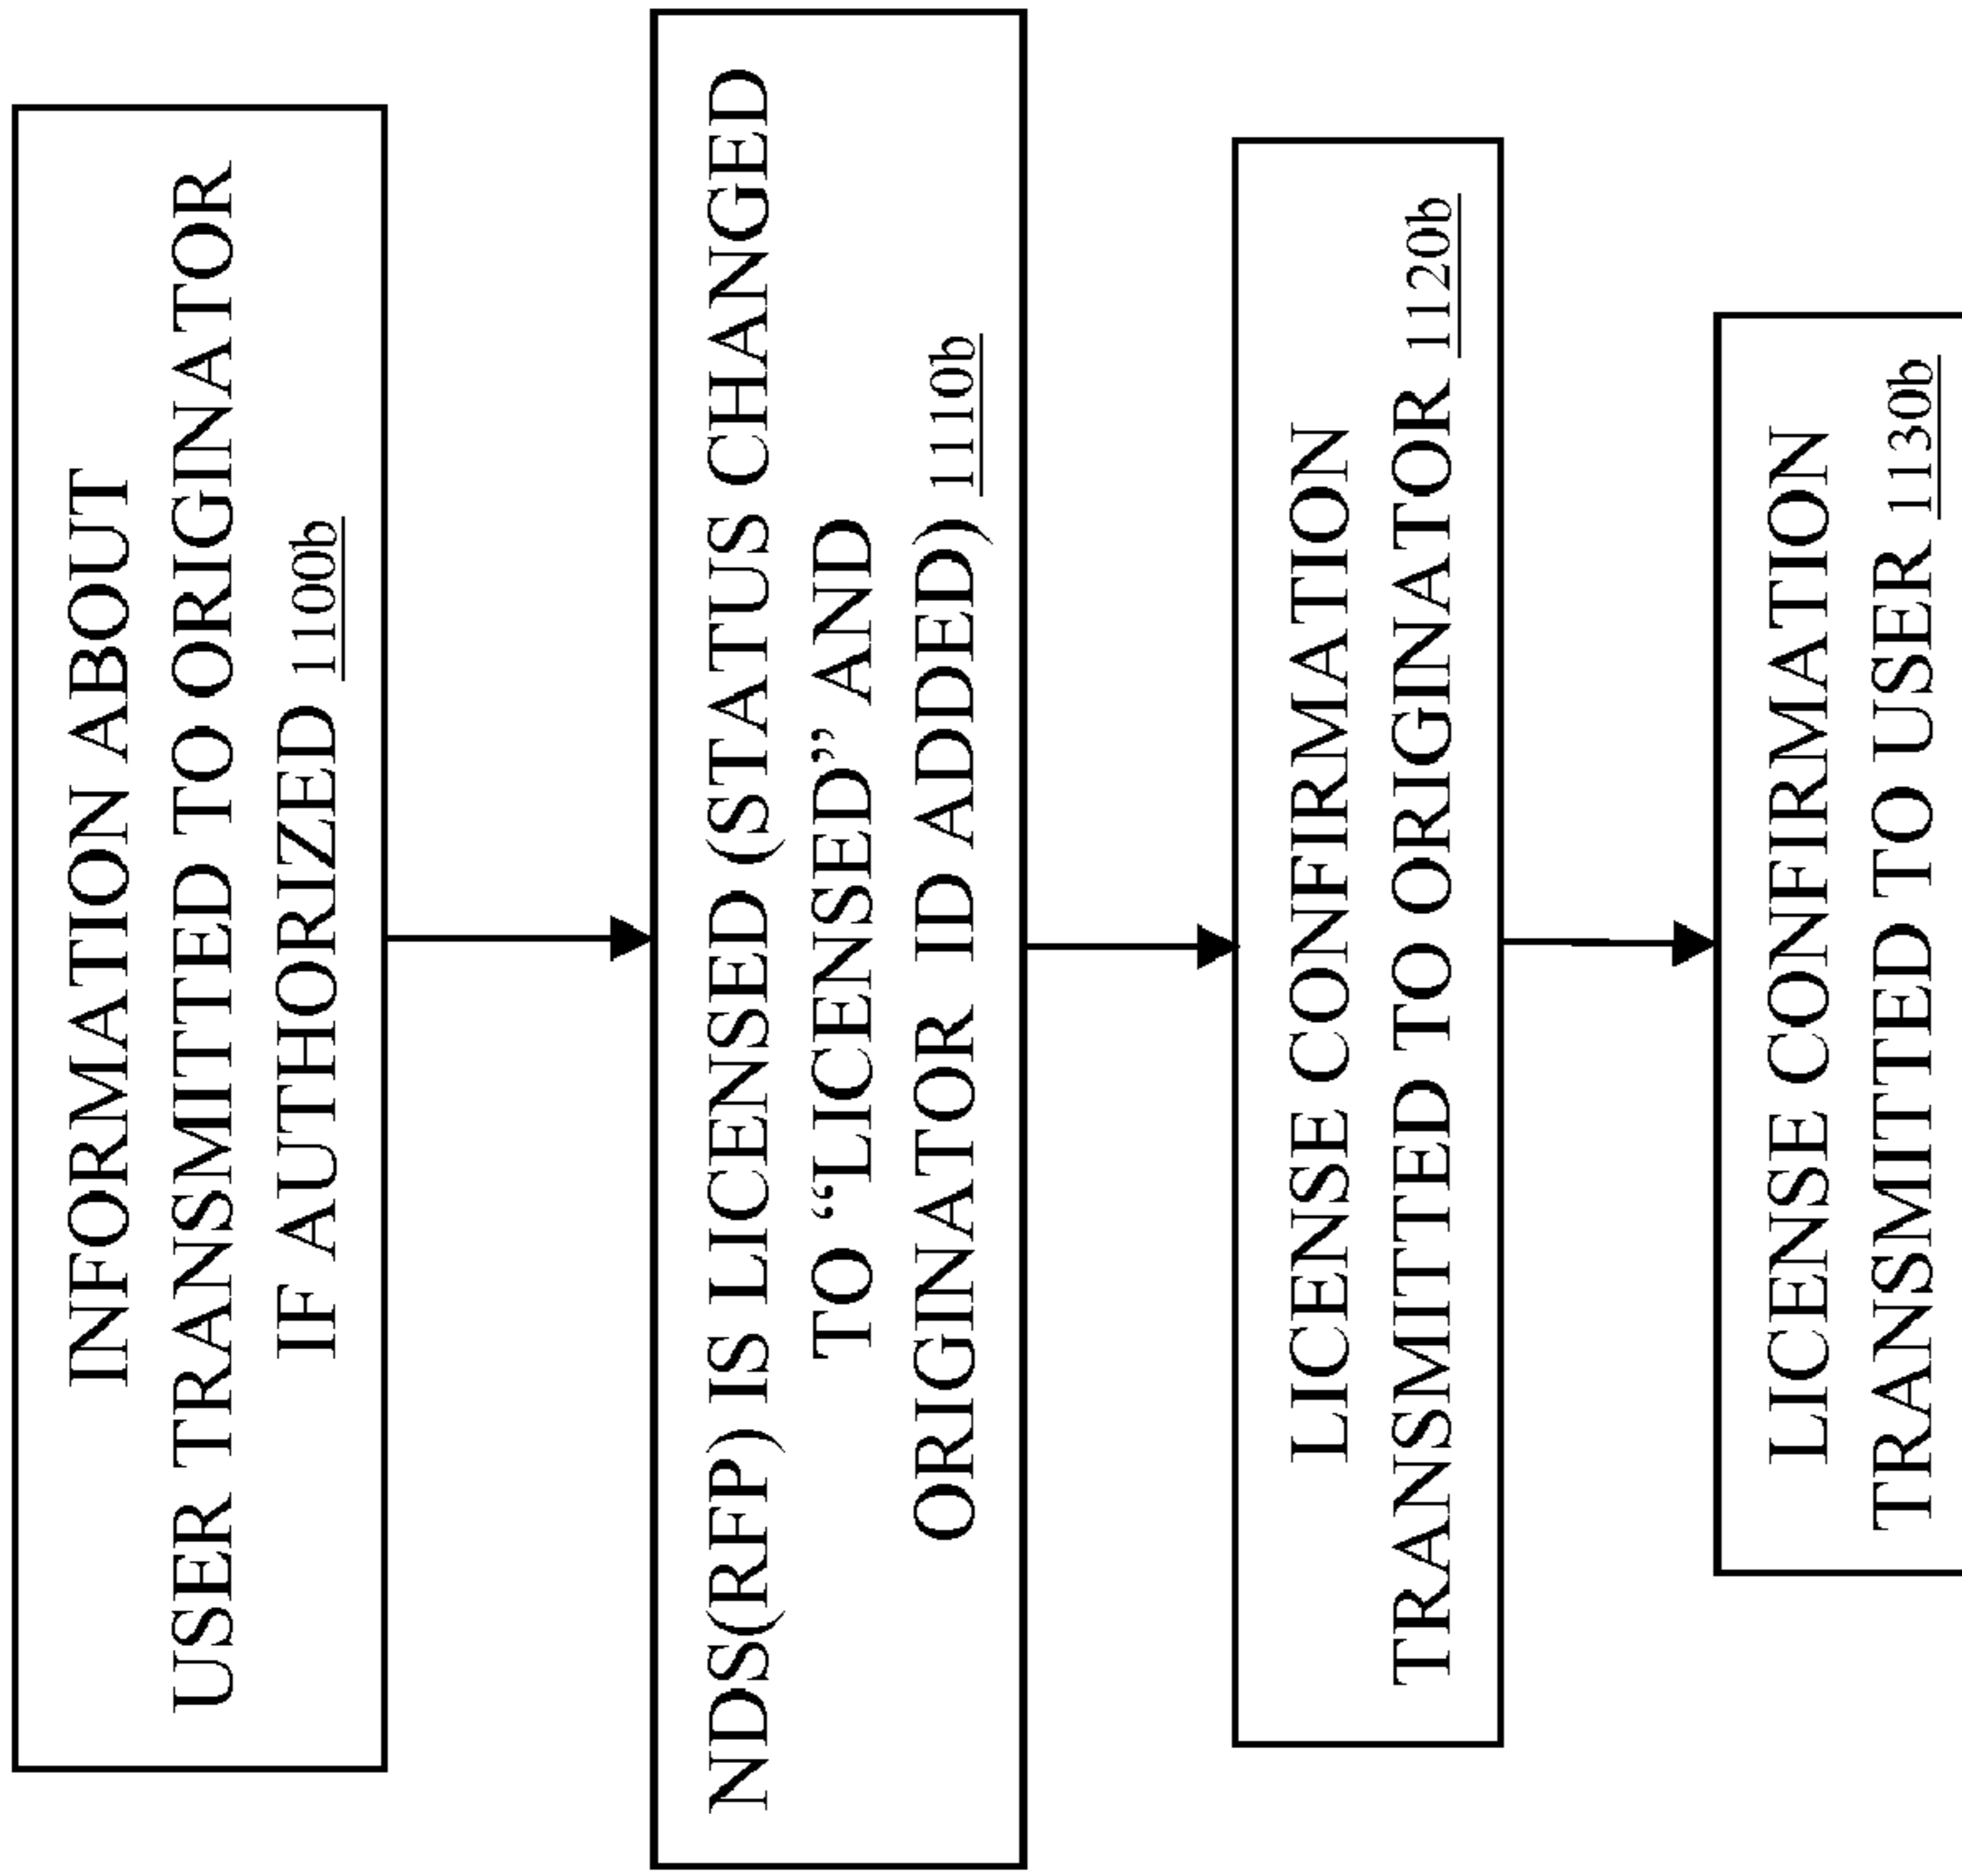 INFORMATION ABOUT
USER TRANSMITTED TO ORIGINATOR
IF AUTHORIZED 1100b
NDS(RFP) IS LICENSED (STATUS CHANGED
TO “LICENSED” AND
ORIGINATOR ID ADDED) 1110b
LICENSE CONFIRMATION
TRANSMITTED TO ORIGINATOR 1120b
LICENSE CONFIRMATION
TRANSMITTED TO USER 1130b